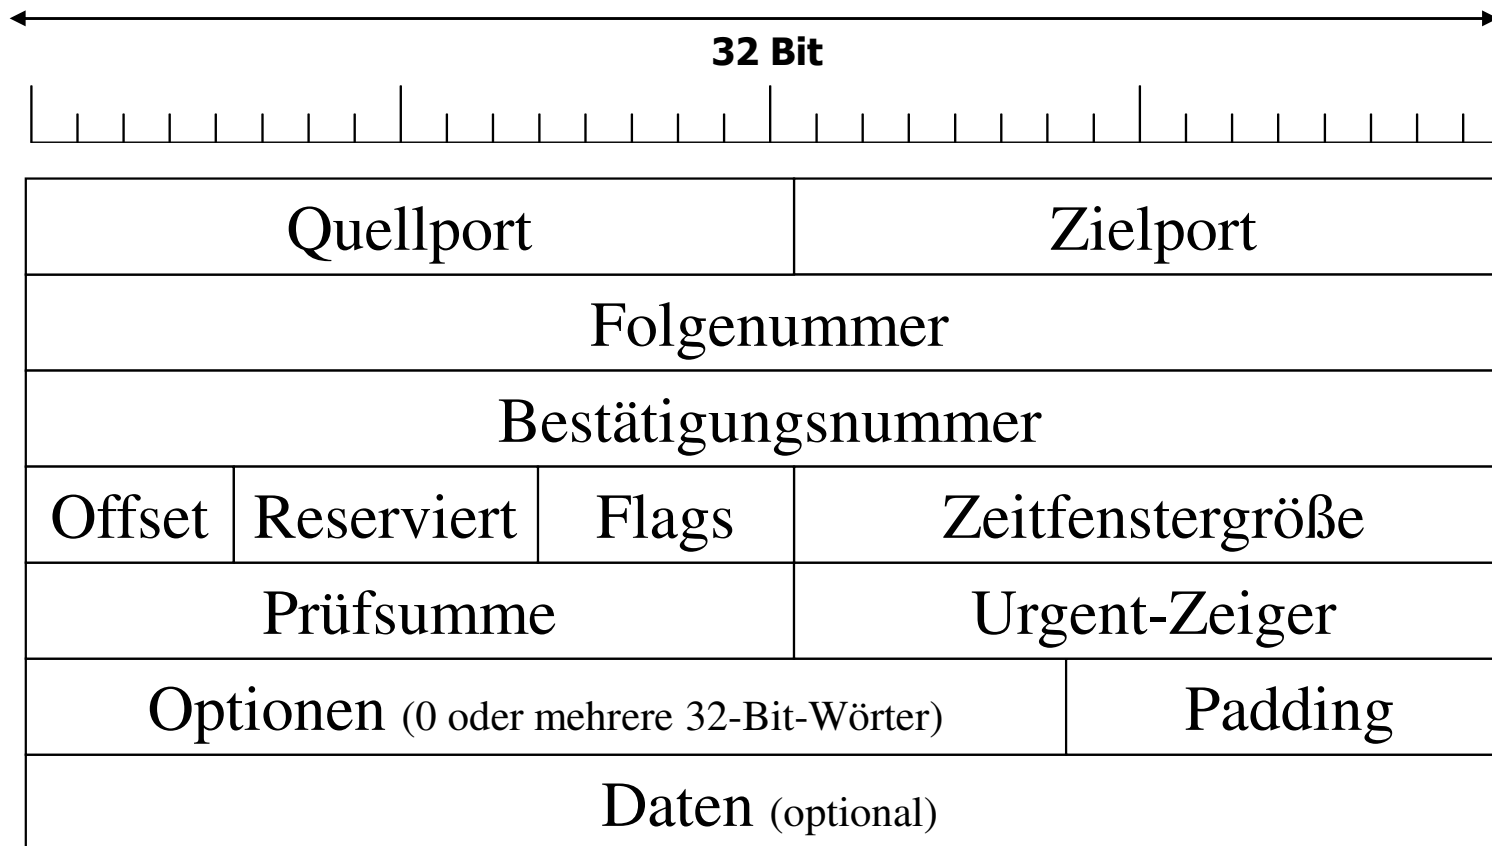 32 Bit
Quellport Zielport
Folgenummer
Bestätigungsnummer
Offset Reserviert Flags Zeitfenstergröße
Prüfsumme Urgent-Zeiger
Optionen (0 oder mehrere 32-Bit-Wörter) Padding
Daten (optional)